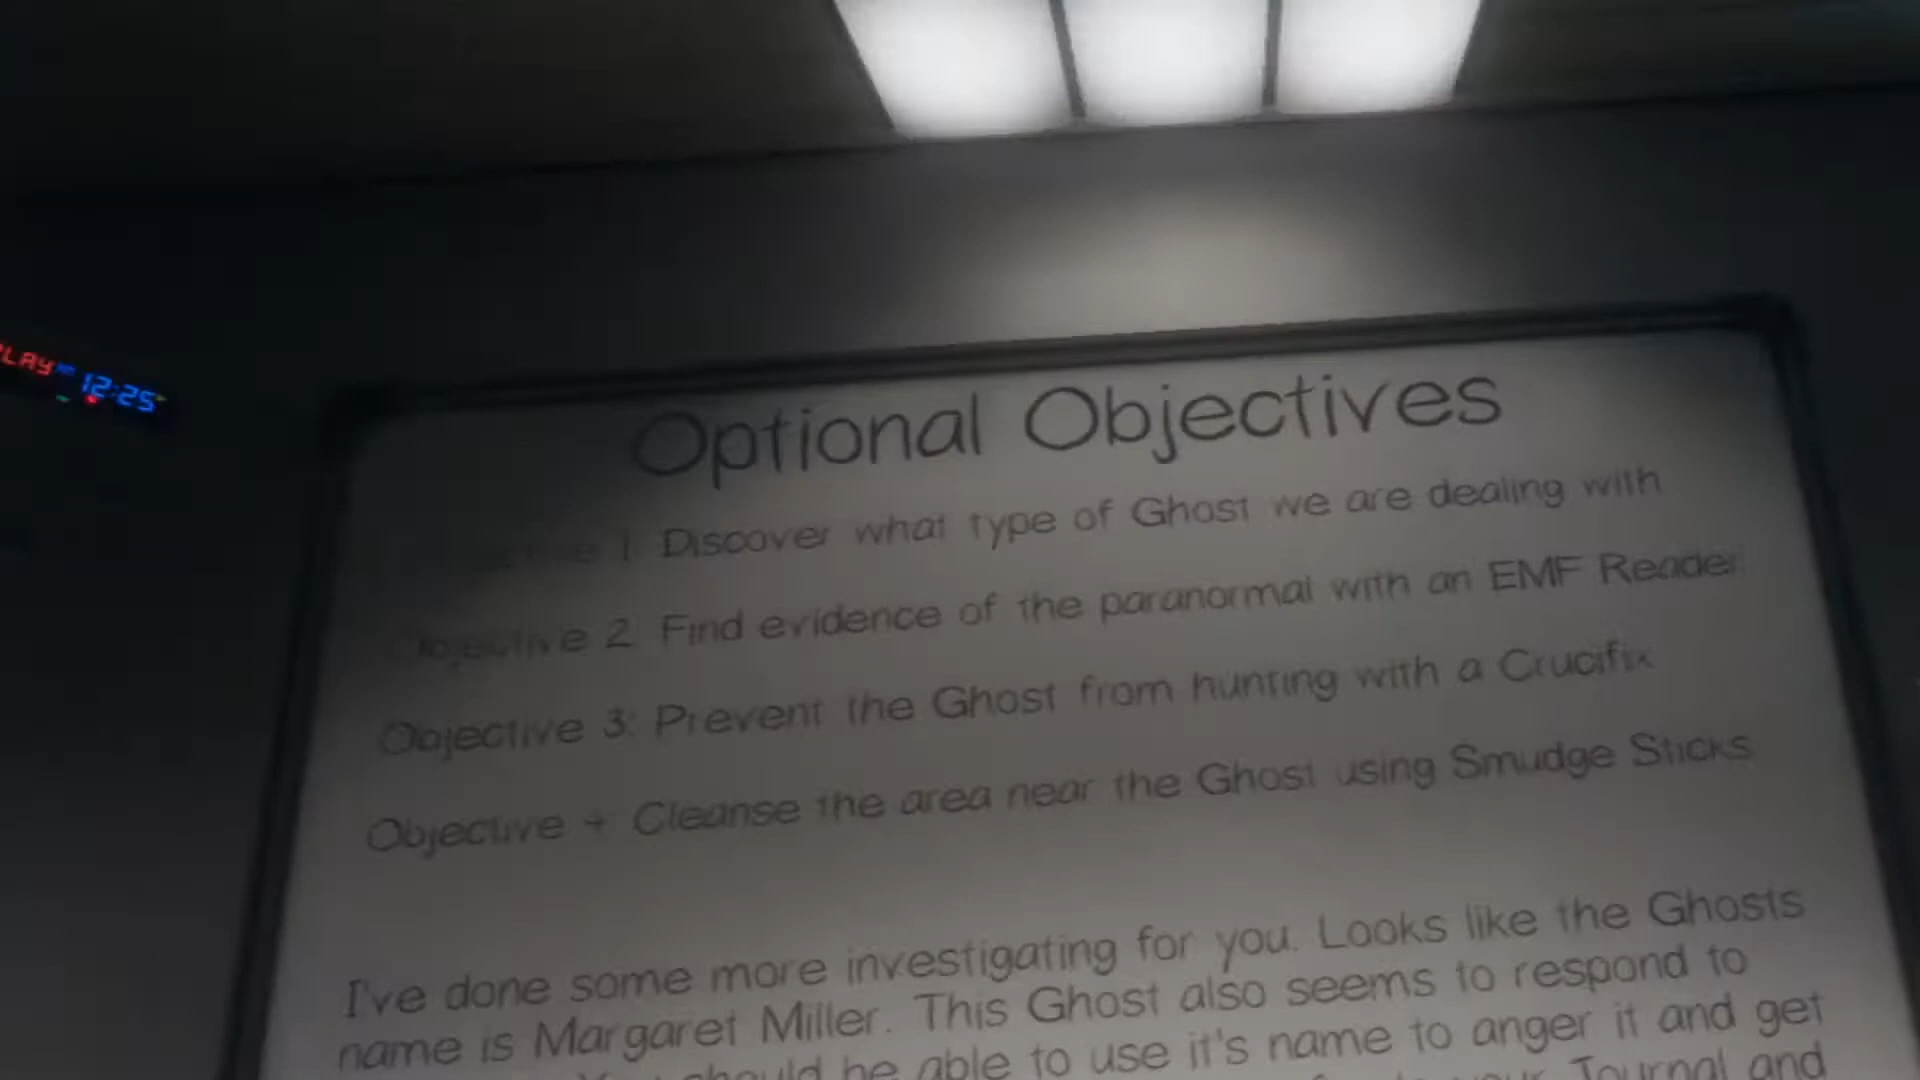 PLAY 12:25
Optional Objectives
1: Discover what type of Ghost we are dealing with
Objective 2: Find evidence of the paranormal with an EMF Reader
Objective 3: Prevent the Ghost from hunting with a Crucifix
Objective 4: Cleanse the area near the Ghost using Smudge Sticks
I've done some more investigating for you. Looks like the Ghosts
name is Margaret Miller. This Ghost also seems to respond to
You should be able to use it's name to anger it and get
your Journal and